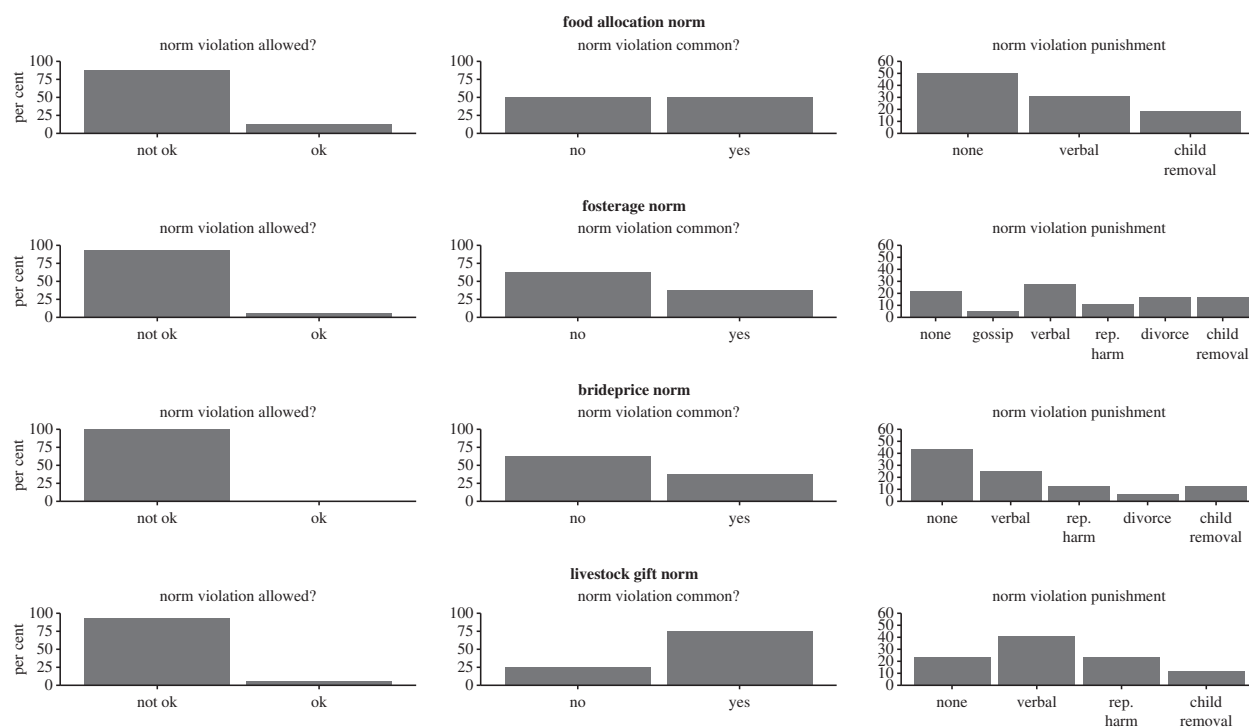 food allocation norm
norm violation allowed?
norm violation common?
norm violation punishment
per cent
100
75
50
25
0
not ok
ok
100
75
50
25
0
no
yes
60
50
40
30
20
10
0
none
verbal
child
removal
fosterage norm
norm violation allowed?
norm violation common?
norm violation punishment
per cent
100
75
50
25
0
not ok
ok
100
75
50
25
0
no
yes
60
50
40
30
20
10
0
none
gossip
verbal
rep.
harm
divorce
child
removal
brideprice norm
norm violation allowed?
norm violation common?
norm violation punishment
per cent
100
75
50
25
0
not ok
ok
100
75
50
25
0
no
yes
60
50
40
30
20
10
0
none
verbal
rep.
harm
divorce
child
removal
livestock gift norm
norm violation allowed?
norm violation common?
norm violation punishment
per cent
100
75
50
25
0
not ok
ok
100
75
50
25
0
no
yes
60
50
40
30
20
10
0
none
verbal
rep.
harm
child
removal